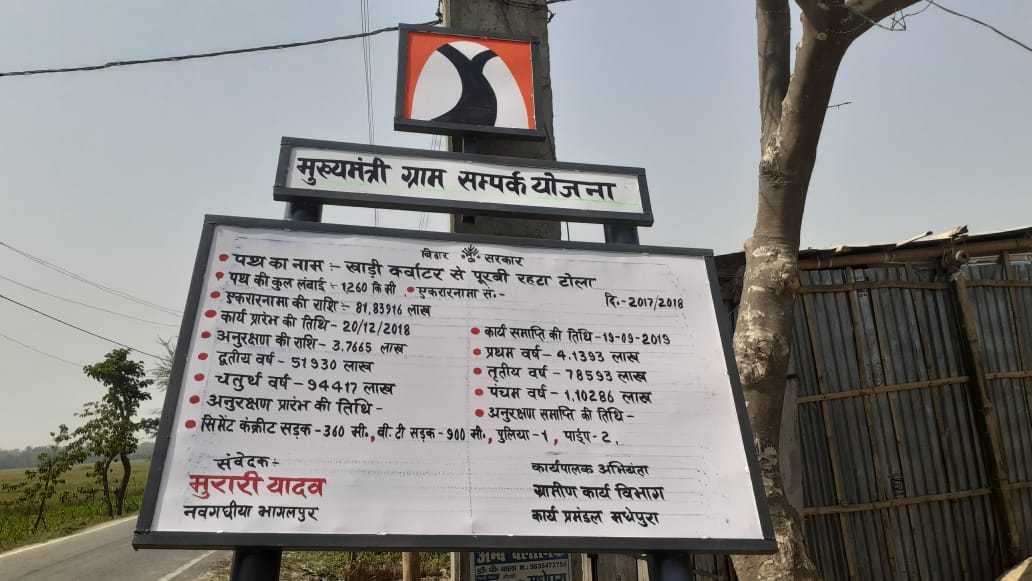 मुख्यमंत्री ग्राम सम्पर्क योजना
बिहार सरकार
पथ का नाम :- खाड़ी क्वाटर से पूरबी रहटा टोला
पथ की कुल लंबाई - 1,260 कि मी • एकरारनामा सं.- दि.- 2017/2018
एकरारनामा की राशि :- 81,83916 लाख
कार्य प्रारंभ की तिथि - 20/12/2018 • कार्य समाप्ति की तिथि -19-09-2019
अनुरक्षण की राशि - 3.7665 लाख • प्रथम वर्ष - 4.1393 लाख
द्वतीय वर्ष - 51930 लाख • तृतीय वर्ष - 78593 लाख
चतुर्थ वर्ष - 94417 लाख • पंचम वर्ष - 1,10286 लाख
अनुरक्षण प्रारंभ की तिथि - • अनुरक्षण समाप्ति की तिथि -
सिमेंट कंक्रीट सड़क - 360 मी., बी. टी सड़क - 900 मी., पुलिया - 1, पाईप - 2,
संवेदक:-
मुरारी यादव
नवगछीया भागलपुर
कार्यपालक अभियंता
ग्रामीण कार्य विभाग
कार्य प्रमंडल मधेपुरा